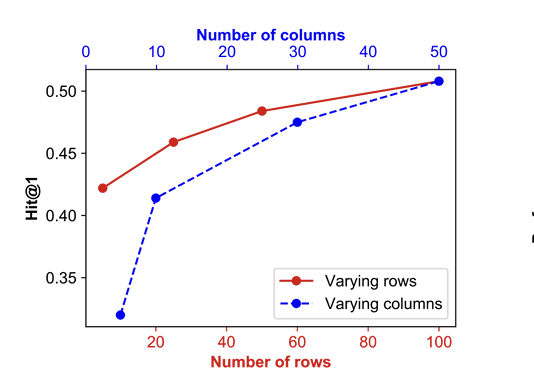 Number of columns
0 10 20 30 40 50
0.50
0.45
0.40
0.35
Hit@1
Varying rows
Varying columns
20 40 60 80 100
Number of rows